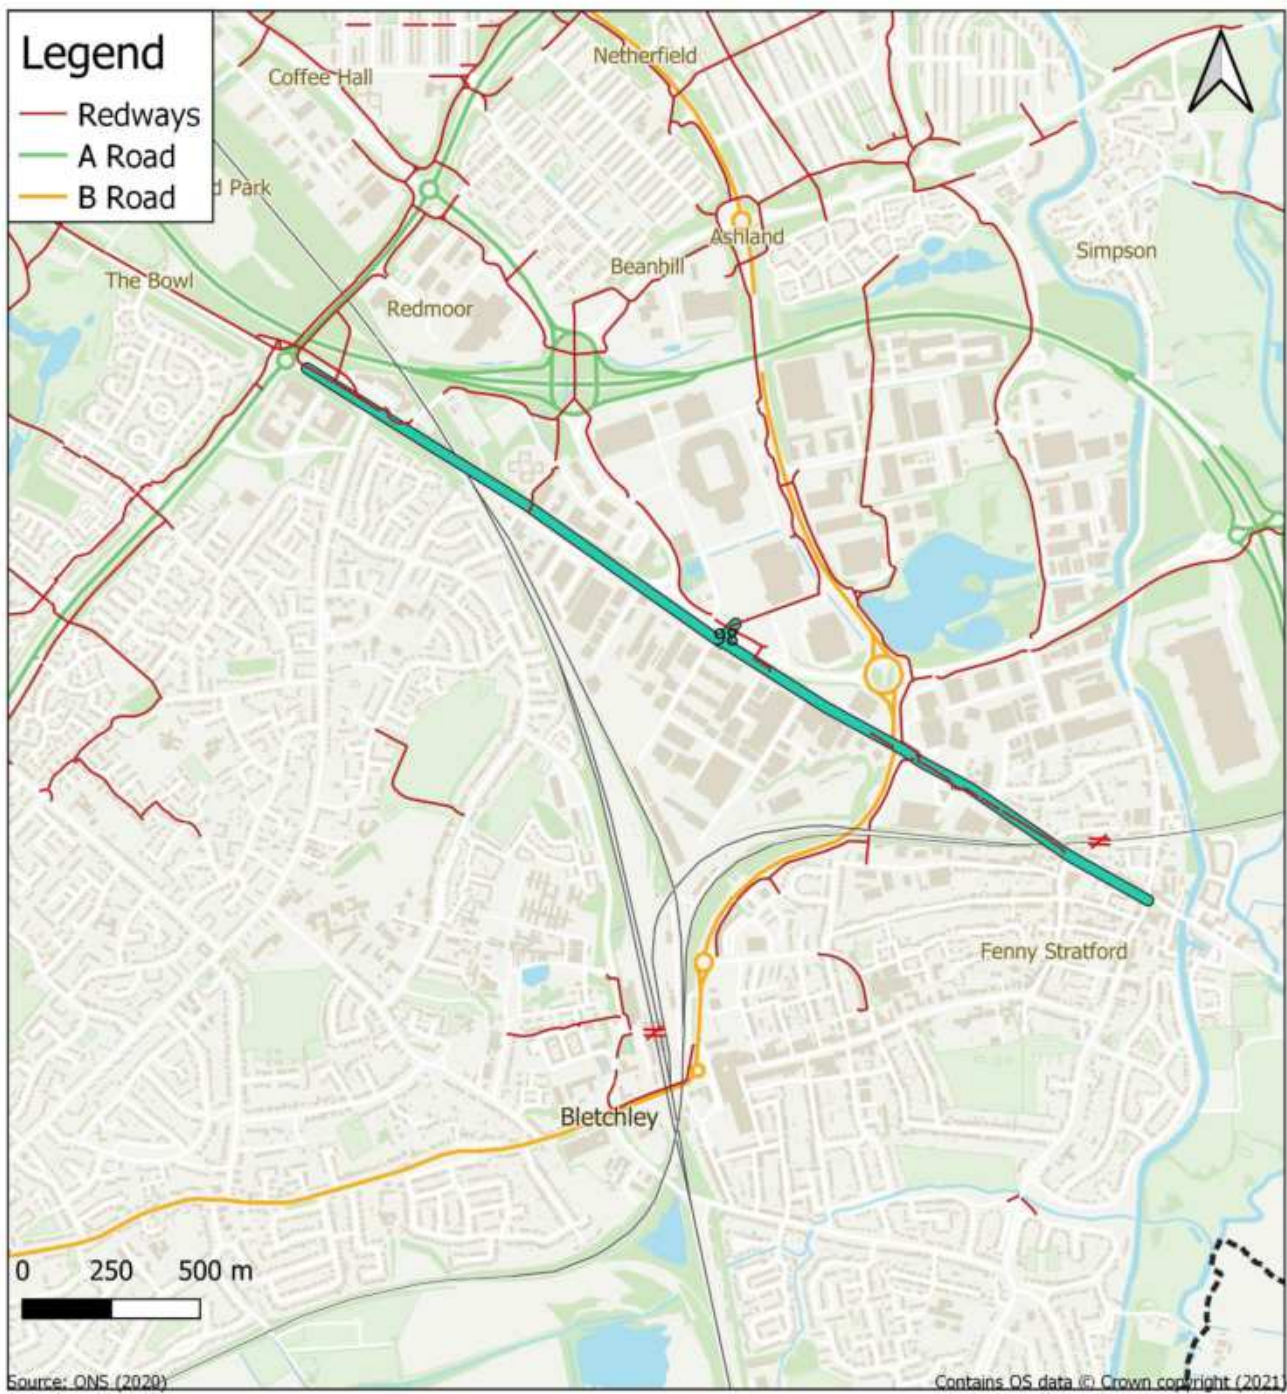 Legend
Redways
A Road
B Road
Netherfield
Coffee Hall
d Park
Ashland
Simpson
Beanhill
The Bowl
Redmoor
98
Fenny Stratford
Bletchley
0 250 500 m
Source: ONS (2020)
Contains OS data © Crown copyright (2021)